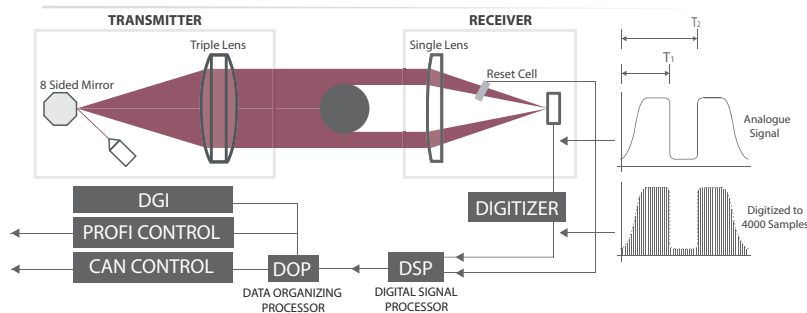 TRANSMITTER
RECEIVER
T2
Triple Lens
Single Lens
T1
8 Sided Mirror
Reset Cell
Analogue
Signal
DGI
DIGITIZER
Digitized to
4000 Samples
PROFI CONTROL
CAN CONTROL
DOP
DSP
DATA ORGANIZING
PROCESSOR
DIGITAL SIGNAL
PROCESSOR